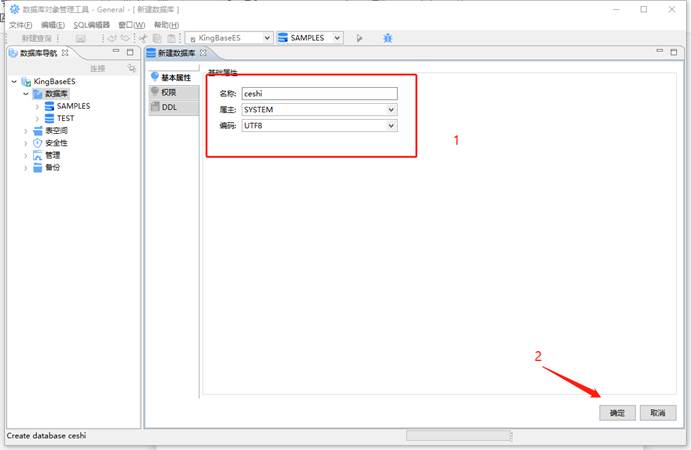 数据库对象管理工具 - General - [ 新建数据库 ]
文件(F) 编辑(E) SQL编辑器 窗口(W) 帮助(H)
新建查询 KingBaseES SAMPLES
数据库导航 新建数据库
连接
KingBaseES
数据库
SAMPLES
TEST
表空间
安全性
管理
备份
基本属性
权限
DDL
基础属性
名称: ceshi
属主: SYSTEM
编码: UTF8
1
2
确定 取消
Create database ceshi